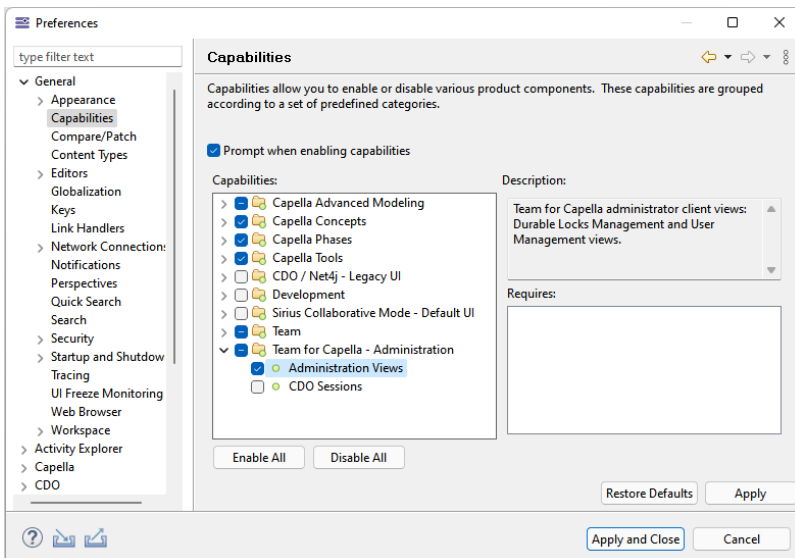 Preferences
type filter text
General
Appearance
Capabilities
Compare/Patch
Content Types
Editors
Globalization
Keys
Link Handlers
Network Connections
Notifications
Perspectives
Quick Search
Search
Security
Startup and Shutdow
Tracing
UI Freeze Monitoring
Web Browser
Workspace
Activity Explorer
Capella
CDO
Capabilities
Capabilities allow you to enable or disable various product components. These capabilities are grouped
according to a set of predefined categories.
Prompt when enabling capabilities
Capabilities:
Capella Advanced Modeling
Capella Concepts
Capella Phases
Capella Tools
CDO / Net4j - Legacy UI
Development
Sirius Collaborative Mode - Default UI
Team
Team for Capella - Administration
Administration Views
CDO Sessions
Enable All
Disable All
Description:
Team for Capella administrator client views:
Durable Locks Management and User
Management views.
Requires:
Restore Defaults
Apply
Apply and Close
Cancel